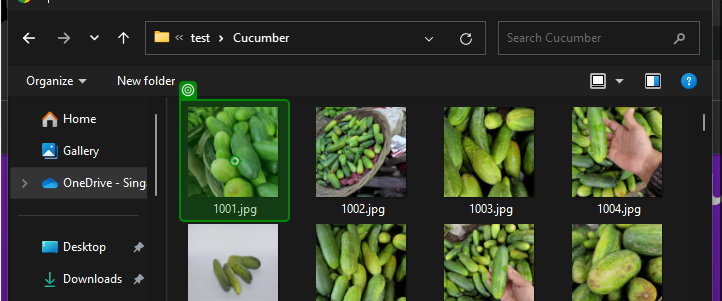 test > Cucumber
Search Cucumber
Organize
New folder
Home
Gallery
OneDrive - Sing
Desktop
Downloads
1001.jpg
1002.jpg
1003.jpg
1004.jpg